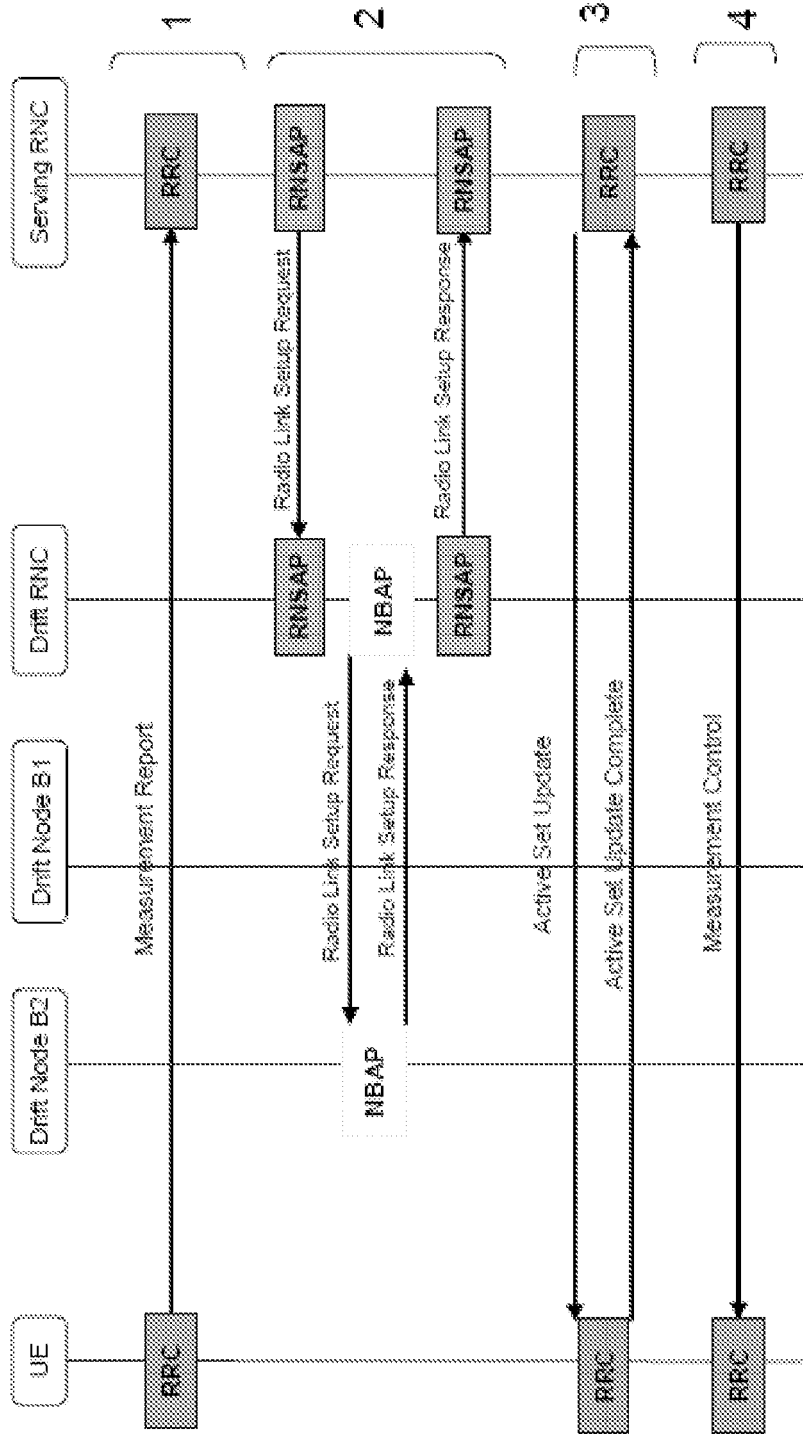 UE
Drift Node B2
Drift Node B1
Drift RNC
Serving RNC
RRC
Measurement Report
RRC
1
RNSAP
Radio Link Setup Request
RNSAP
NBAP
Radio Link Setup Request
NBAP
Radio Link Setup Response
RNSAP
Radio Link Setup Response
RNSAP
2
Active Set Update
RRC
RRC
Active Set Update Complete
3
RRC
Measurement Control
RRC
4